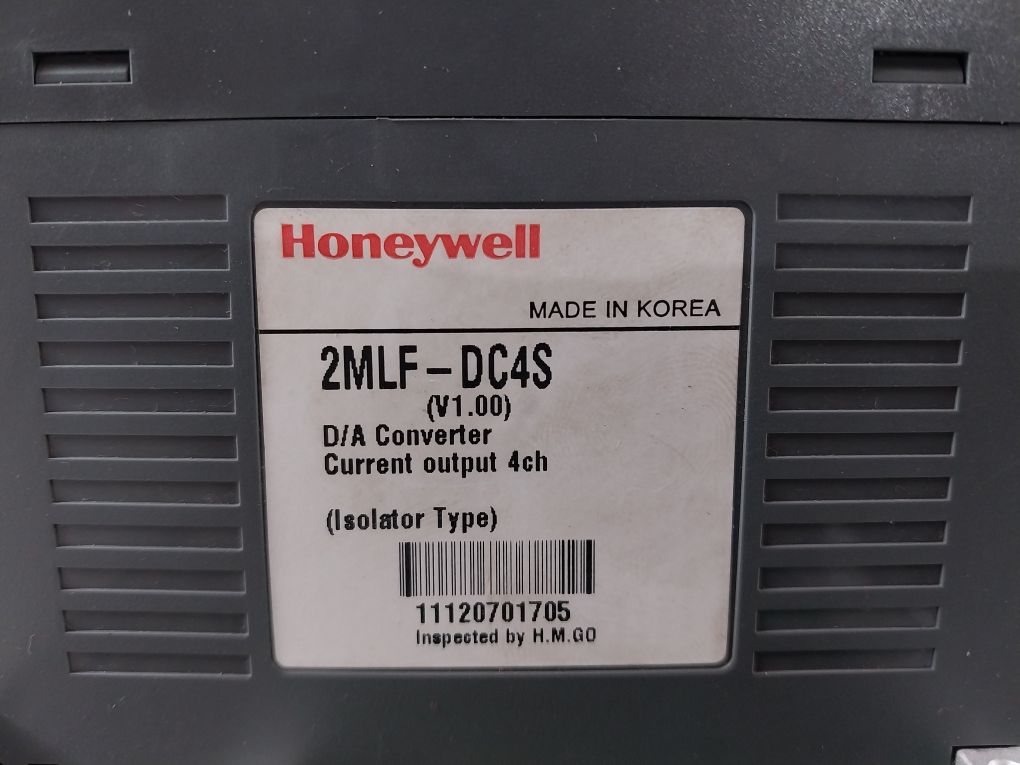 Honeywell
MADE IN KOREA
2MLF-DC4S
(V1.00)
D/A Converter
Current output 4ch
(Isolator Type)
11120701705
Inspected by H.M.GO